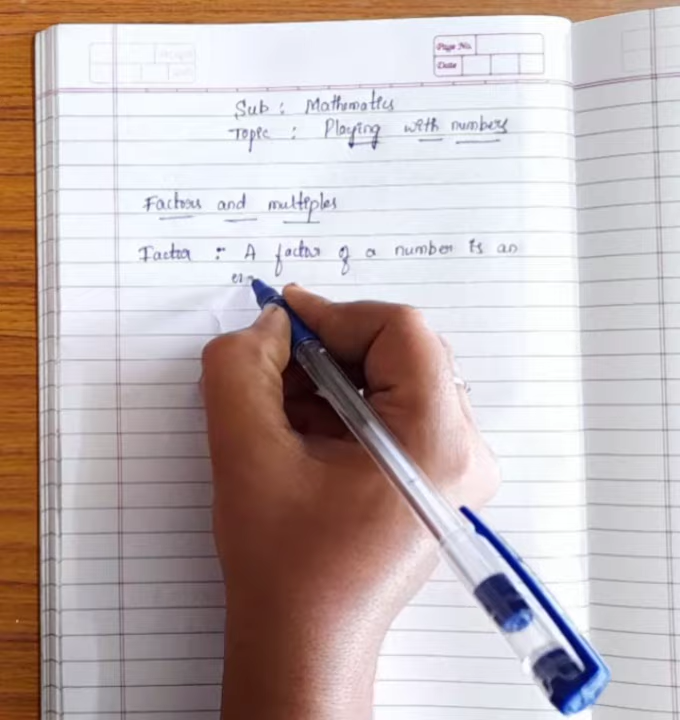 Page No.
Date
Sub : Mathematics
Topic : Playing with numbers
Factors and multiples
Factor :- A factor of a number is an